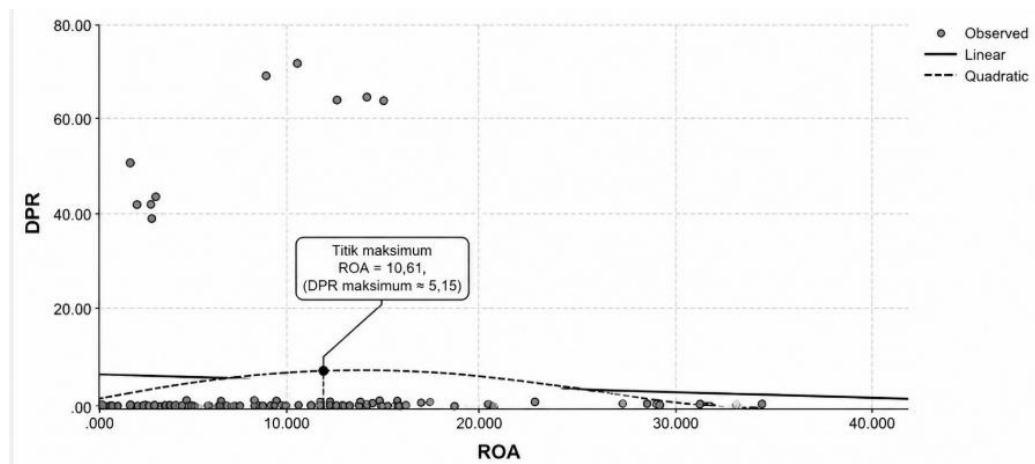 80.00
60.00
40.00
20.00
.00
DPR
Titik maksimum
ROA = 10,61,
(DPR maksimum ≈ 5,15)
.000
10.000
20.000
30.000
40.000
ROA
Observed
Linear
Quadratic